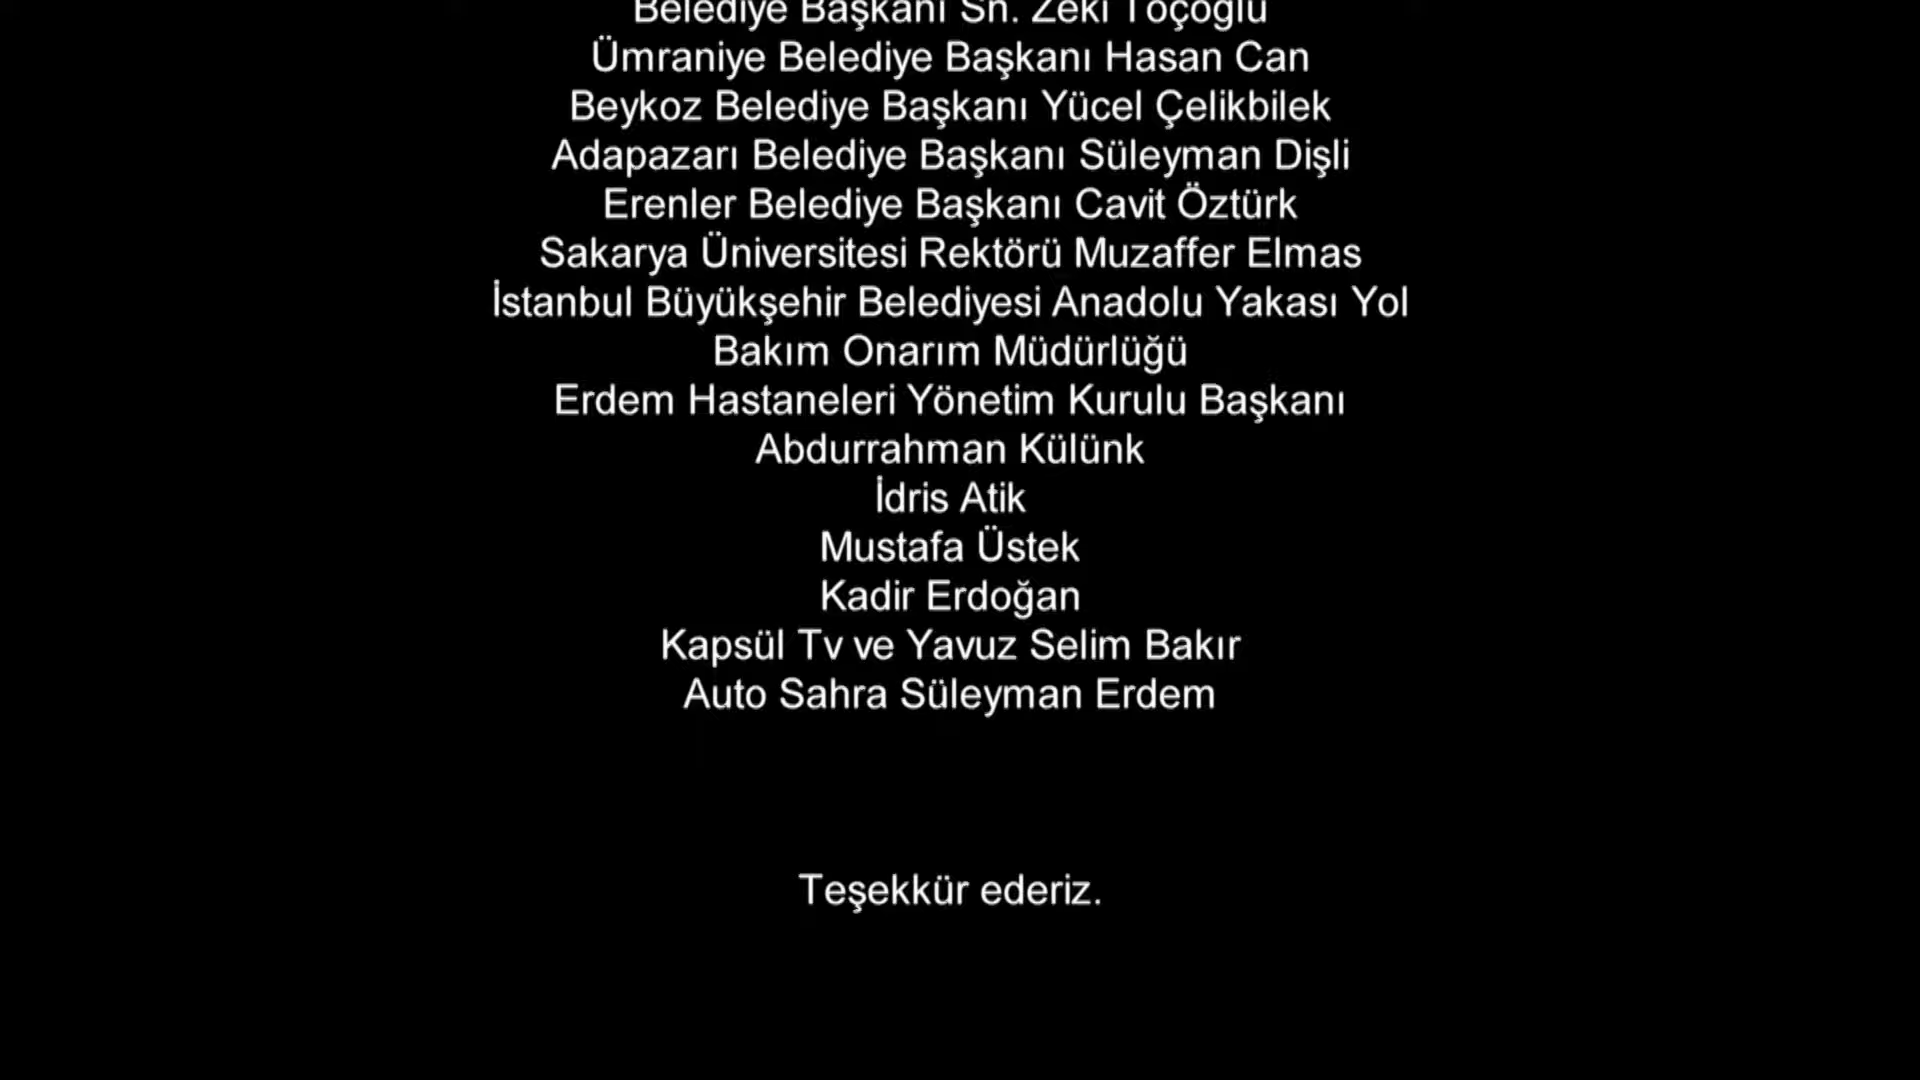 Belediye Başkanı Sn. Zeki Toçoğlu
Ümraniye Belediye Başkanı Hasan Can
Beykoz Belediye Başkanı Yücel Çelikbilek
Adapazarı Belediye Başkanı Süleyman Dişli
Erenler Belediye Başkanı Cavit Öztürk
Sakarya Üniversitesi Rektörü Muzaffer Elmas
İstanbul Büyükşehir Belediyesi Anadolu Yakası Yol
Bakım Onarım Müdürlüğü
Erdem Hastaneleri Yönetim Kurulu Başkanı
Abdurrahman Külünk
İdris Atik
Mustafa Üstek
Kadir Erdoğan
Kapsül Tv ve Yavuz Selim Bakır
Auto Sahra Süleyman Erdem
Teşekkür ederiz.